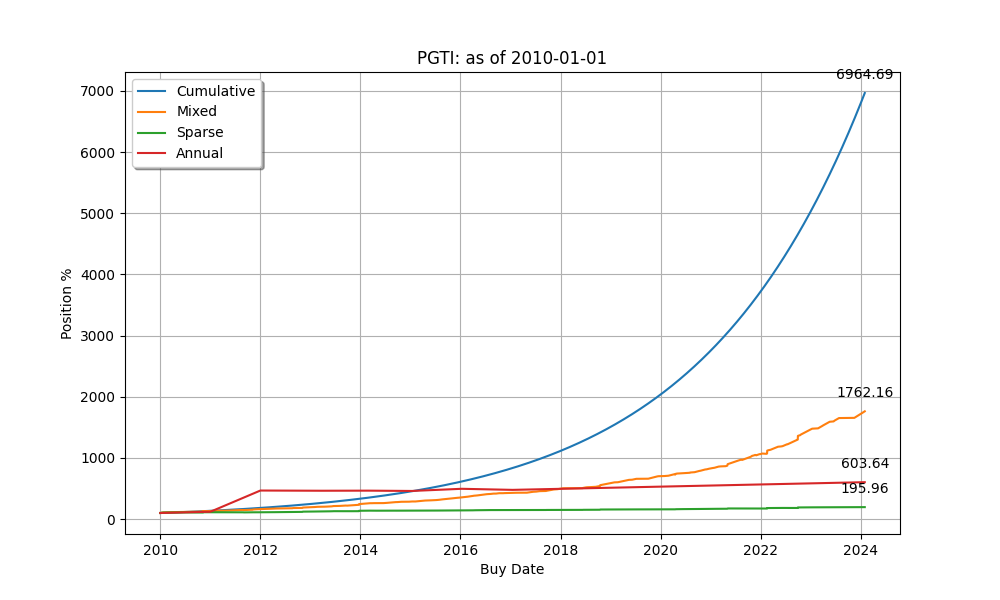 PGTI: as of 2010-01-01
6964.69
Cumulative
Mixed
Sparse
Annual
7000
6000
5000
4000
3000
2000
1000
0
Position %
1762.16
603.64
195.96
2010 2012 2014 2016 2018 2020 2022 2024
Buy Date